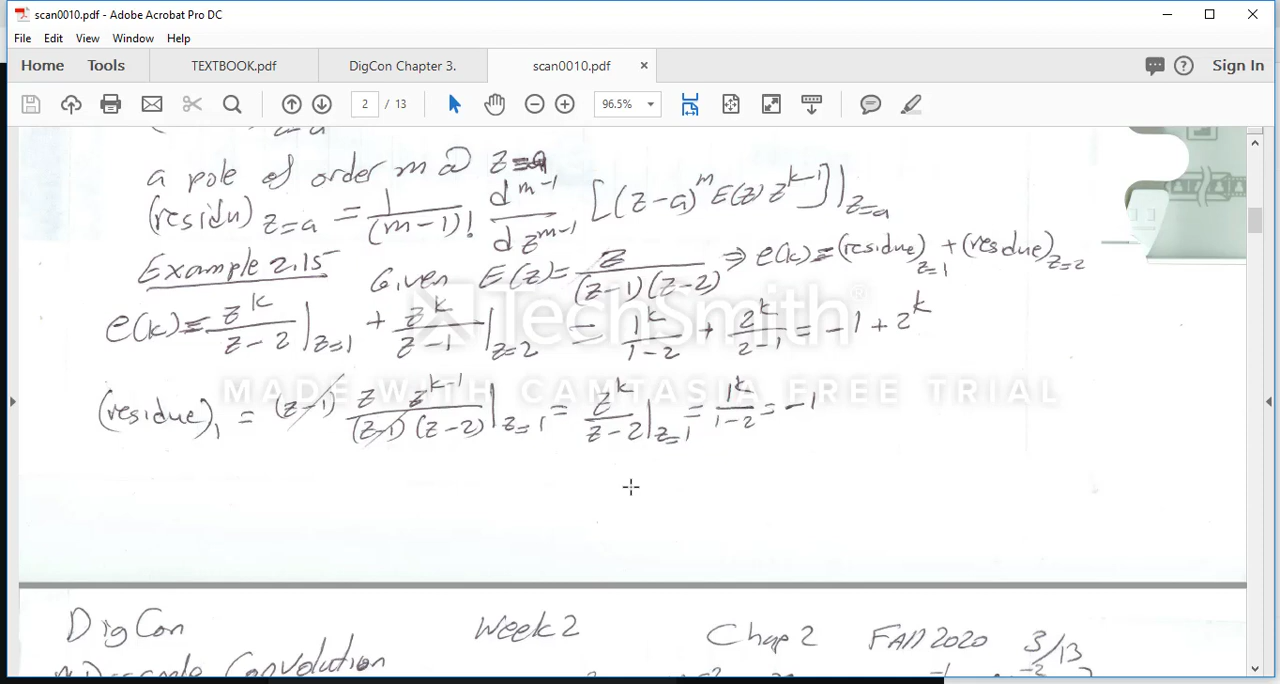 scan0010.pdf - Adobe Acrobat Pro DC
File Edit View Window Help
Home Tools TEXTBOOK.pdf DigCon Chapter 3. scan0010.pdf × Sign In
2 / 13 96.5%
a pole of order m @ z=a
(residu) z=a = 1/(m-1)! d^(m-1)/dz^(m-1) [(z-a)^m E(z) z^(k-1)]|z=a
Example 2.15 Given E(z) = z/((z-1)(z-2)) ⇒ e(k) = (residue)z=1 + (residue)z=2
e(k) = z^k/(z-2)|z=1 + z^k/(z-1)|z=2 = 1^k/(1-2) + 2^k/(2-1) = -1 + 2^k
TechSmith®
MADE WITH CAMTASIA FREE TRIAL
(residue)1 = (z-1) z z^(k-1)/((z-1)(z-2))|z=1 = z^k/(z-2)|z=1 = 1^k/(1-2) = -1
DigCon Week 2 Chap 2 Fall 2020 3/13
Convolution